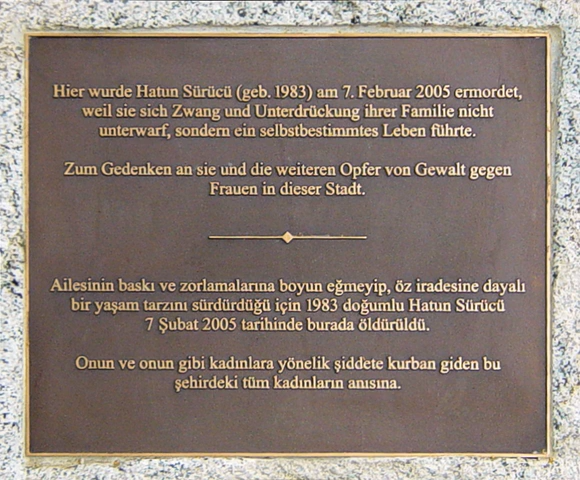 Hier wurde Hatun Sürücü (geb. 1983) am 7. Februar 2005 ermordet,
weil sie sich Zwang und Unterdrückung ihrer Familie nicht
unterwarf, sondern ein selbstbestimmtes Leben führte.
Zum Gedenken an sie und die weiteren Opfer von Gewalt gegen
Frauen in dieser Stadt.
Ailesinin baskı ve zorlamalarına boyun eğmeyip, öz iradesine dayalı
bir yaşam tarzını sürdürdüğü için 1983 doğumlu Hatun Sürücü
7 Şubat 2005 tarihinde burada öldürüldü.
Onun ve onun gibi kadınlara yönelik şiddete kurban giden bu
şehirdeki tüm kadınların anısına.